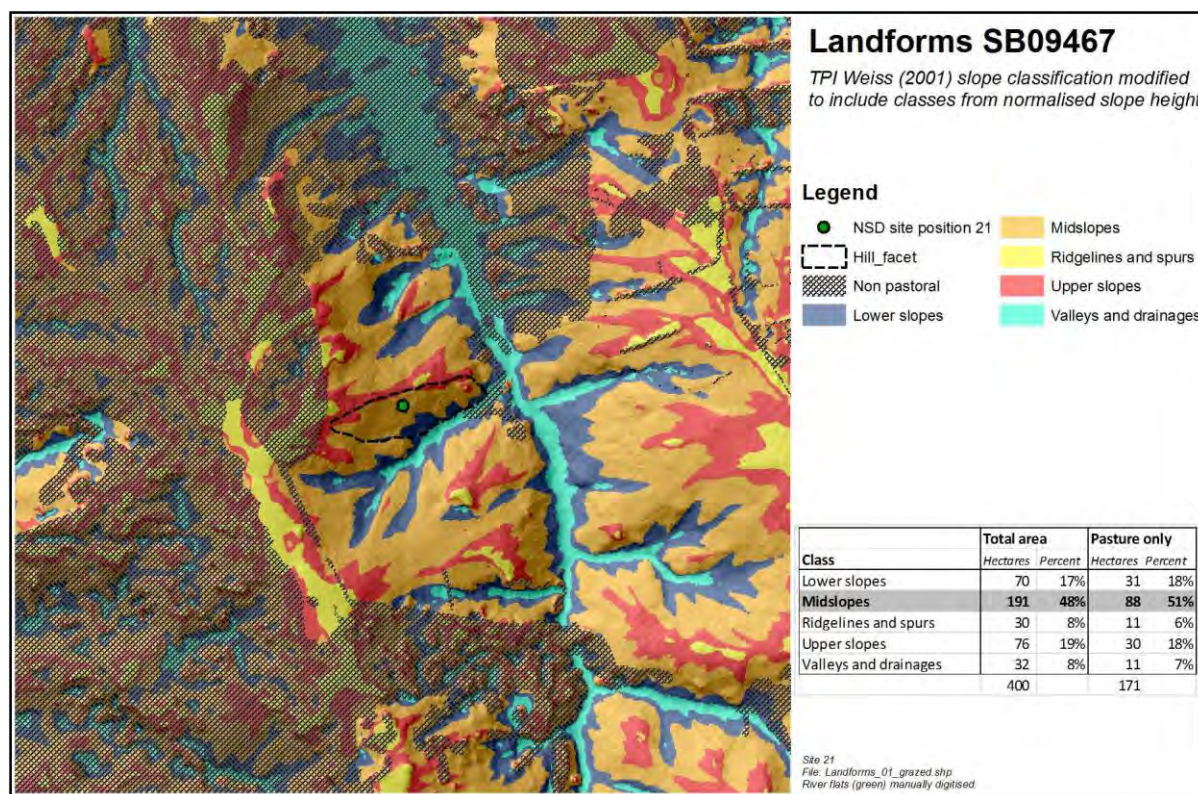 Landforms SB09467
TPI Weiss (2001) slope classification modified
to include classes from normalised slope height
Legend
NSD site position 21
Hill_facet
Non pastoral
Lower slopes
Midslopes
Ridgelines and spurs
Upper slopes
Valleys and drainages
Total area Pasture only
Class Hectares Percent Hectares Percent
Lower slopes 70 17% 31 18%
Midslopes 191 48% 88 51%
Ridgelines and spurs 30 8% 11 6%
Upper slopes 76 19% 30 18%
Valleys and drainages 32 8% 11 7%
400 171
Site 21
File: Landforms_01_grazed.shp
River flats (green) manually digitised.